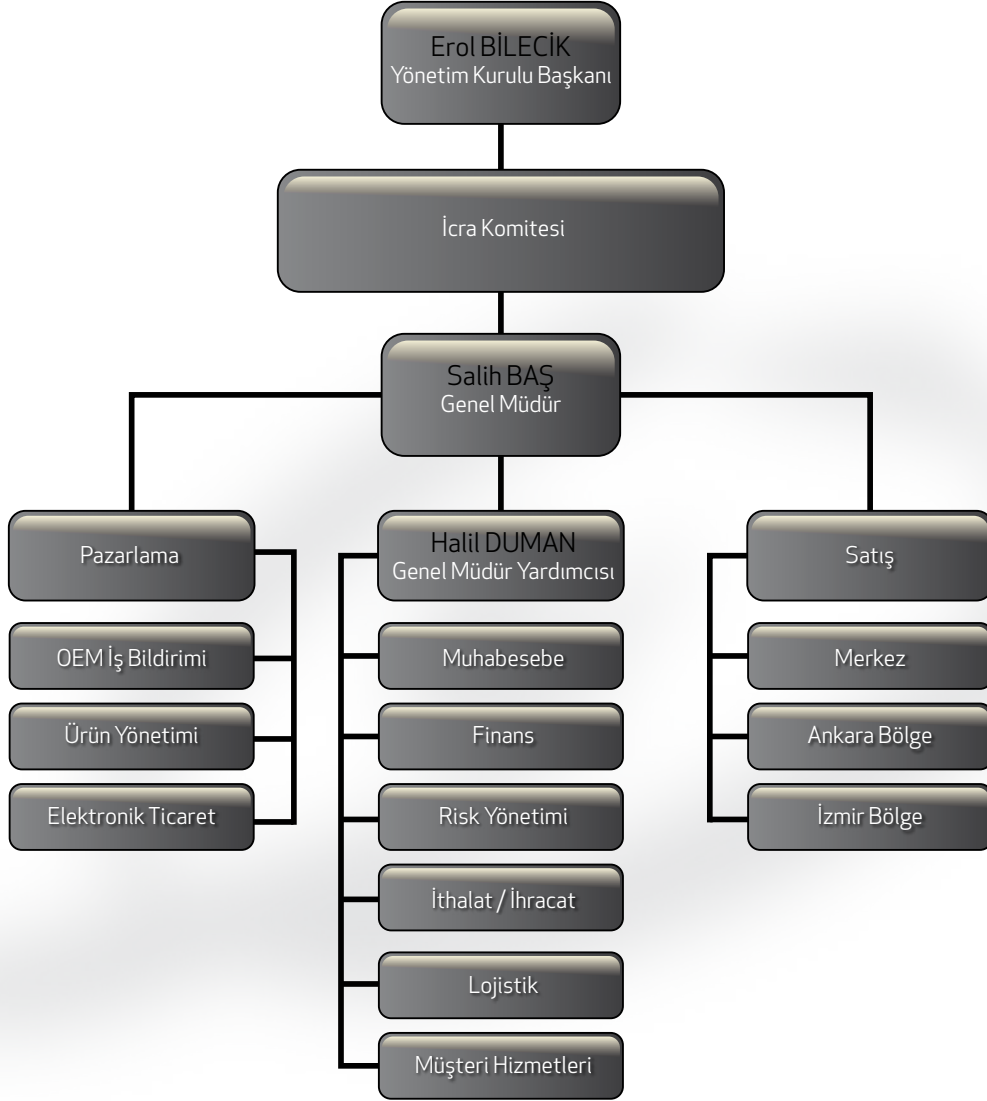 Erol BİLECİK
Yönetim Kurulu Başkanı
İcra Komitesi
Salih BAŞ
Genel Müdür
Pazarlama
OEM İş Bildirimi
Ürün Yönetimi
Elektronik Ticaret
Halil DUMAN
Genel Müdür Yardımcısı
Muhabesebe
Finans
Risk Yönetimi
İthalat / İhracat
Lojistik
Müşteri Hizmetleri
Satış
Merkez
Ankara Bölge
İzmir Bölge